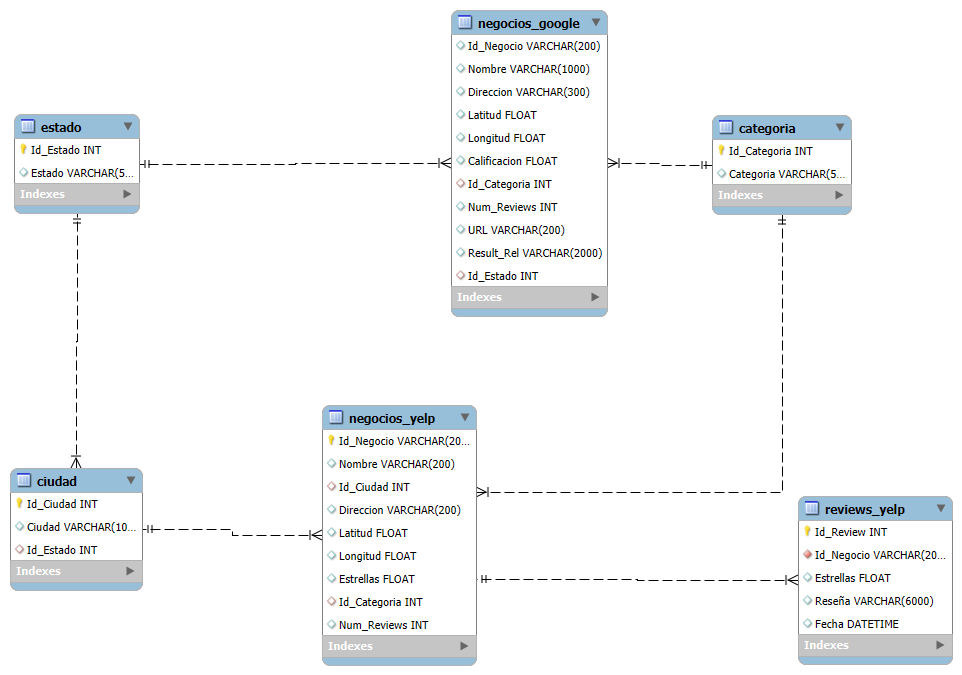 negocios_google
Id_Negocio VARCHAR(200)
Nombre VARCHAR(1000)
Direccion VARCHAR(300)
Latitud FLOAT
Longitud FLOAT
Calificacion FLOAT
Id_Categoria INT
Num_Reviews INT
URL VARCHAR(200)
Result_Rel VARCHAR(2000)
Id_Estado INT
Indexes
estado
Id_Estado INT
Estado VARCHAR(5...
Indexes
categoria
Id_Categoria INT
Categoria VARCHAR(5...
Indexes
negocios_yelp
Id_Negocio VARCHAR(20...
Nombre VARCHAR(200)
Id_Ciudad INT
Direccion VARCHAR(200)
Latitud FLOAT
Longitud FLOAT
Estrellas FLOAT
Id_Categoria INT
Num_Reviews INT
Indexes
ciudad
Id_Ciudad INT
Ciudad VARCHAR(10...
Id_Estado INT
Indexes
reviews_yelp
Id_Review INT
Id_Negocio VARCHAR(20...
Estrellas FLOAT
Reseña VARCHAR(6000)
Fecha DATETIME
Indexes